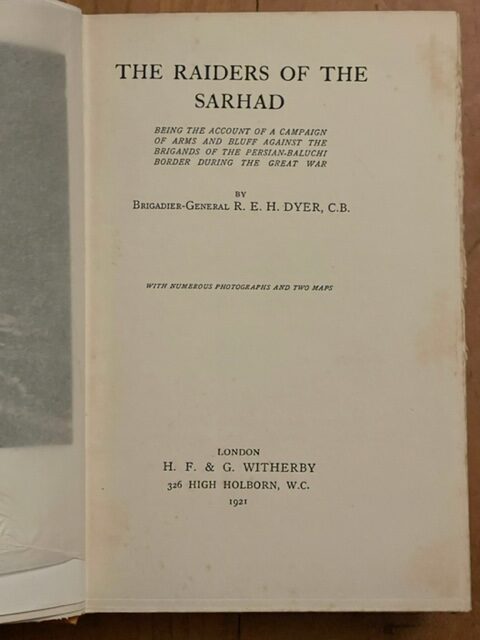 THE RAIDERS OF THE
SARHAD
BEING THE ACCOUNT OF A CAMPAIGN
OF ARMS AND BLUFF AGAINST THE
BRIGANDS OF THE PERSIAN-BALUCHI
BORDER DURING THE GREAT WAR
BY
BRIGADIER-GENERAL R. E. H. DYER, C.B.
WITH NUMEROUS PHOTOGRAPHS AND TWO MAPS
LONDON
H. F. & G. WITHERBY
326 HIGH HOLBORN, W.C.
1921